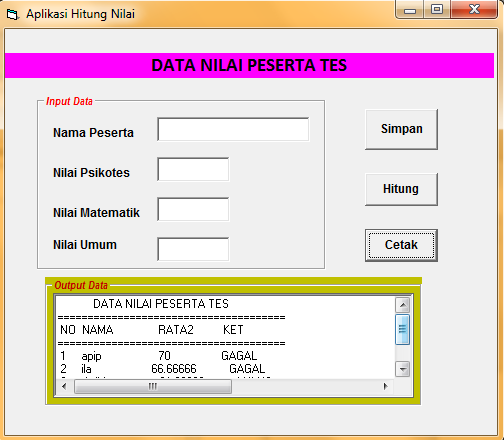 Aplikasi Hitung Nilai
DATA NILAI PESERTA TES
Input Data
Nama Peserta
Nilai Psikotes
Nilai Matematik
Nilai Umum
Simpan
Hitung
Cetak
Output Data
DATA NILAI PESERTA TES
====================================
NO NAMA RATA2 KET
====================================
1 apip 70 GAGAL
2 ila 66.66666 GAGAL